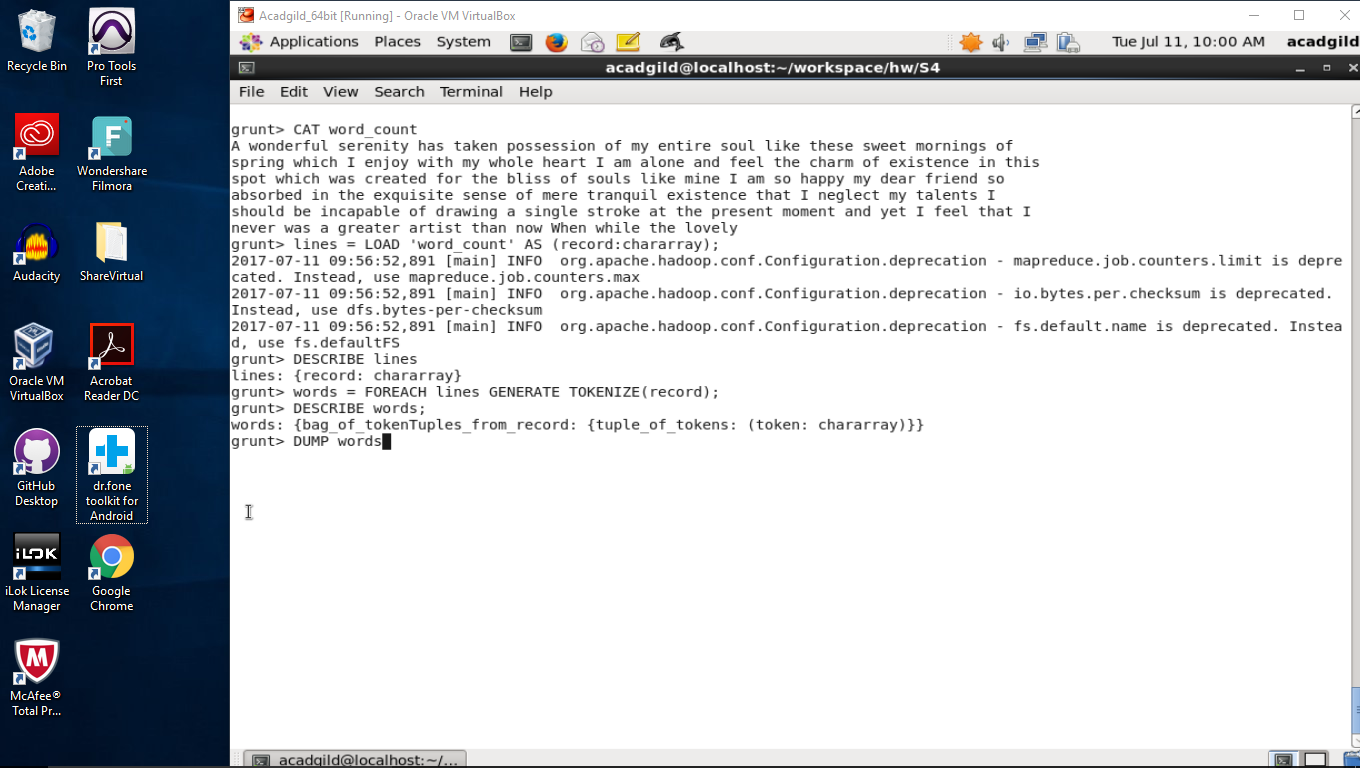 Recycle Bin
Pro Tools
First
Adobe
Creati...
Wondershare
Filmora
Audacity
ShareVirtual
Oracle VM
VirtualBox
Acrobat
Reader DC
GitHub
Desktop
dr.fone
toolkit for
Android
iLOK
iLok License
Manager
Google
Chrome
McAfee®
Total Pr...
Acadgild_64bit [Running] - Oracle VM VirtualBox
Applications Places System Tue Jul 11, 10:00 AM acadgild
acadgild@localhost:~/workspace/hw/S4
File Edit View Search Terminal Help
grunt> CAT word_count
A wonderful serenity has taken possession of my entire soul like these sweet mornings of
spring which I enjoy with my whole heart I am alone and feel the charm of existence in this
spot which was created for the bliss of souls like mine I am so happy my dear friend so
absorbed in the exquisite sense of mere tranquil existence that I neglect my talents I
should be incapable of drawing a single stroke at the present moment and yet I feel that I
never was a greater artist than now When while the lovely
grunt> lines = LOAD 'word_count' AS (record:chararray);
2017-07-11 09:56:52,891 [main] INFO  org.apache.hadoop.conf.Configuration.deprecation - mapreduce.job.counters.limit is depre
cated. Instead, use mapreduce.job.counters.max
2017-07-11 09:56:52,891 [main] INFO  org.apache.hadoop.conf.Configuration.deprecation - io.bytes.per.checksum is deprecated.
Instead, use dfs.bytes-per-checksum
2017-07-11 09:56:52,891 [main] INFO  org.apache.hadoop.conf.Configuration.deprecation - fs.default.name is deprecated. Instea
d, use fs.defaultFS
grunt> DESCRIBE lines
lines: {record: chararray}
grunt> words = FOREACH lines GENERATE TOKENIZE(record);
grunt> DESCRIBE words;
words: {bag_of_tokenTuples_from_record: {tuple_of_tokens: (token: chararray)}}
grunt> DUMP words
acadgild@localhost:~/...